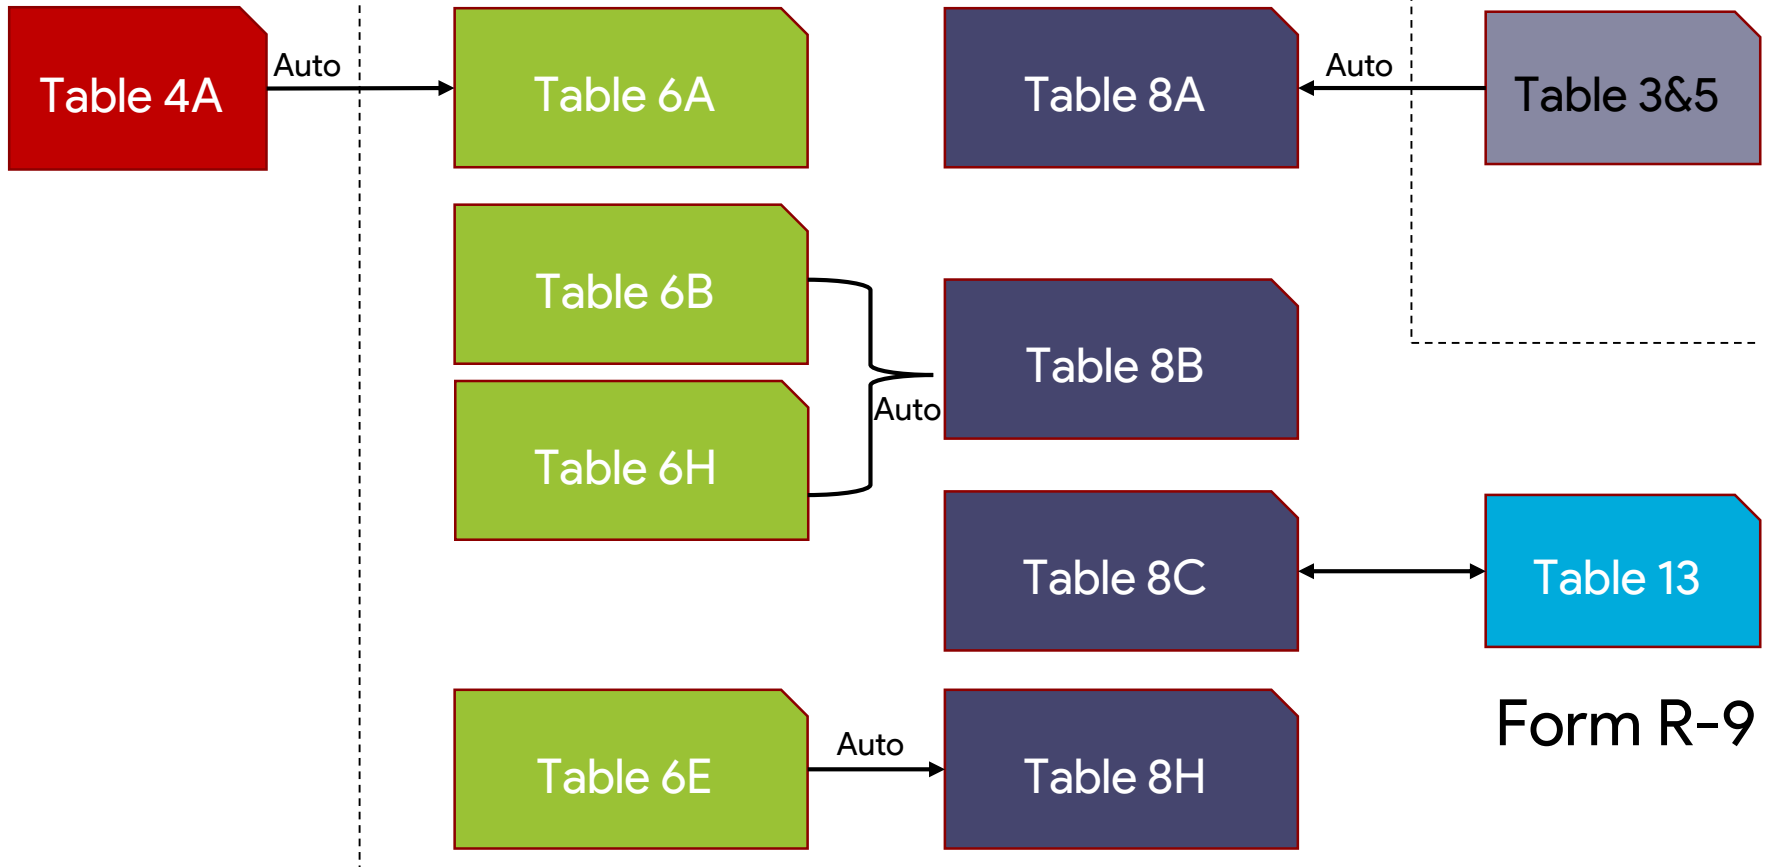 Table 4A
Auto
Table 6A
Table 8A
Auto
Table 3&5
Table 6B
Table 8B
Auto
Table 6H
Table 8C
Table 13
Form R-9
Table 6E
Auto
Table 8H